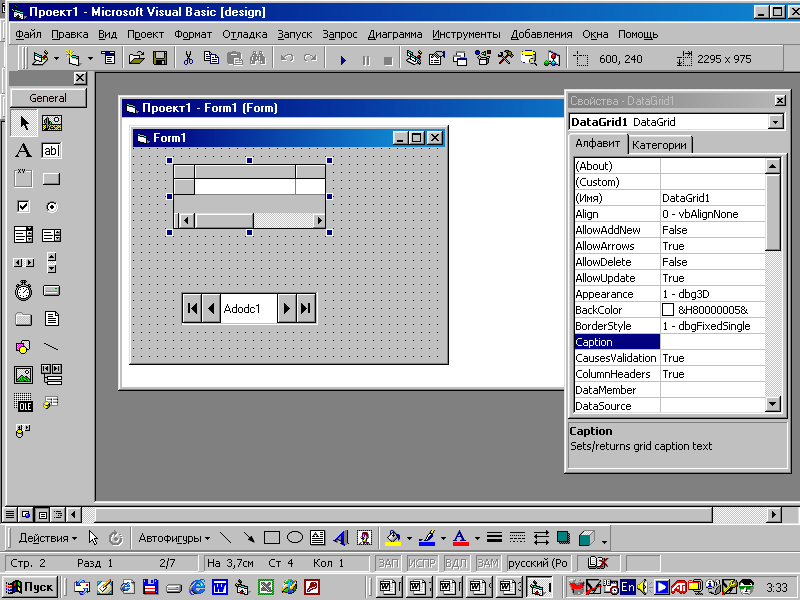 Проект1 - Microsoft Visual Basic [design]
Файл Правка Вид Проект Формат Отладка Запуск Запрос Диаграмма Инструменты Добавления Окна Помощь
600, 240 2295 x 975
General
A ab|
xy
OLE
Проект1 - Form1 (Form)
Form1
Adodc1
Свойства - DataGrid1
DataGrid1 DataGrid
Алфавит Категории
(About)
(Custom)
(Имя) DataGrid1
Align 0 - vbAlignNone
AllowAddNew False
AllowArrows True
AllowDelete False
AllowUpdate True
Appearance 1 - dbg3D
BackColor &H80000005&
BorderStyle 1 - dbgFixedSingle
Caption
CausesValidation True
ColumnHeaders True
DataMember
DataSource
Caption
Sets/returns grid caption text
Действия Автофигуры
Стр. 2 Разд 1 2/7 На 3,7см Ст 4 Кол 1 ЗАП ИСПР ВДЛ ЗАМ русский (Ро
Пуск En 3:33